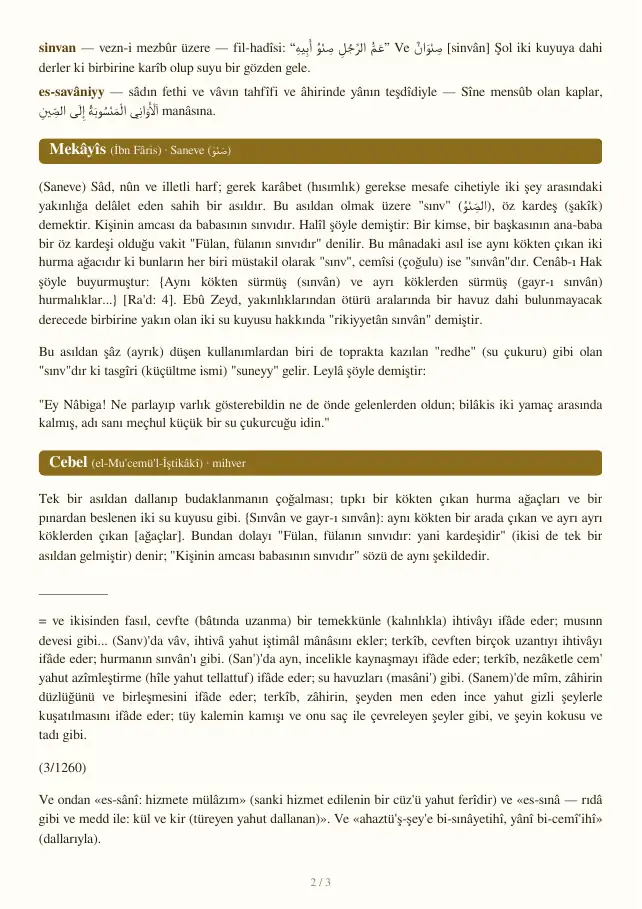 sinvan — vezn-i mezbûr üzere — fil-hadîsi: “عَمُّ الرَّجُلِ صِنْوُ أَبِيهِ” Ve صِنْوَانٌ [sinvân] Şol iki kuyuya dahi
derler ki birbirine karîb olup suyu bir gözden gele.
es-savâniyy — sâdın fethi ve vâvın tahfîfi ve âhirinde yânın teşdîdiyle — Sîne mensûb olan kaplar,
اَلْأَوَانِى الْمَنْسُوبَةُ إِلَى الصِّينِ manâsına.
Mekâyîs (İbn Fâris) · Saneve (صَنَوَ)
(Saneve) Sâd, nûn ve illetli harf; gerek karâbet (hısımlık) gerekse mesafe cihetiyle iki şey arasındaki
yakınlığa delâlet eden sahih bir asıldır. Bu asıldan olmak üzere "sınv" (الصِّنْوُ), öz kardeş (şakîk)
demektir. Kişinin amcası da babasının sınvıdır. Halîl şöyle demiştir: Bir kimse, bir başkasının ana-baba
bir öz kardeşi olduğu vakit "Fülan, fülanın sınvıdır" denilir. Bu mânadaki asıl ise aynı kökten çıkan iki
hurma ağacıdır ki bunların her biri müstakil olarak "sınv", cemîsi (çoğulu) ise "sınvân"dır. Cenâb-ı Hak
şöyle buyurmuştur: {Aynı kökten sürmüş (sınvân) ve ayrı köklerden sürmüş (gayr-ı sınvân)
hurmalıklar...} [Ra'd: 4]. Ebû Zeyd, yakınlıklarından ötürü aralarında bir havuz dahi bulunmayacak
derecede birbirine yakın olan iki su kuyusu hakkında "rikiyyetân sınvân" demiştir.
Bu asıldan şâz (ayrık) düşen kullanımlardan biri de toprakta kazılan "redhe" (su çukuru) gibi olan
"sınv"dır ki tasgîri (küçültme ismi) "suneyy" gelir. Leylâ şöyle demiştir:
"Ey Nâbiga! Ne parlayıp varlık gösterebildin ne de önde gelenlerden oldun; bilâkis iki yamaç arasında
kalmış, adı sanı meçhul küçük bir su çukurcuğu idin."
Cebel (el-Mu'cemü'l-İştikâkî) · mihver
Tek bir asıldan dallanıp budaklanmanın çoğalması; tıpkı bir kökten çıkan hurma ağaçları ve bir
pınardan beslenen iki su kuyusu gibi. {Sınvân ve gayr-ı sınvân}: aynı kökten bir arada çıkan ve ayrı ayrı
köklerden çıkan [ağaçlar]. Bundan dolayı "Fülan, fülanın sınvıdır: yani kardeşidir" (ikisi de tek bir
asıldan gelmiştir) denir; "Kişinin amcası babasının sınvıdır" sözü de aynı şekildedir.
= ve ikisinden fasıl, cevfte (bâtında uzanma) bir temekkünle (kalınlıkla) ihtivâyı ifâde eder; musınn
devesi gibi... (Sanv)'da vâv, ihtivâ yahut iştimâl mânâsını ekler; terkîb, cevften birçok uzantıyı ihtivâyı
ifâde eder; hurmanın sınvân'ı gibi. (San')'da ayn, incelikle kaynaşmayı ifâde eder; terkîb, nezâketle cem'
yahut azîmleştirme (hîle yahut tellattuf) ifâde eder; su havuzları (masâni') gibi. (Sanem)'de mîm, zâhirin
düzlüğünü ve birleşmesini ifâde eder; terkîb, zâhirin, şeyden men eden ince yahut gizli şeylerle
kuşatılmasını ifâde eder; tüy kalemin kamışı ve onu saç ile çevreleyen şeyler gibi, ve şeyin kokusu ve
tadı gibi.
(3/1260)
Ve ondan «es-sânî: hizmete mülâzım» (sanki hizmet edilenin bir cüz'ü yahut ferîdir) ve «es-sınâ — rıdâ
gibi ve medd ile: kül ve kir (türeyen yahut dallanan)». Ve «ahaztü'ş-şey'e bi-sınâyetihî, yânî bi-cemî'ihî»
(dallarıyla).
2 / 3